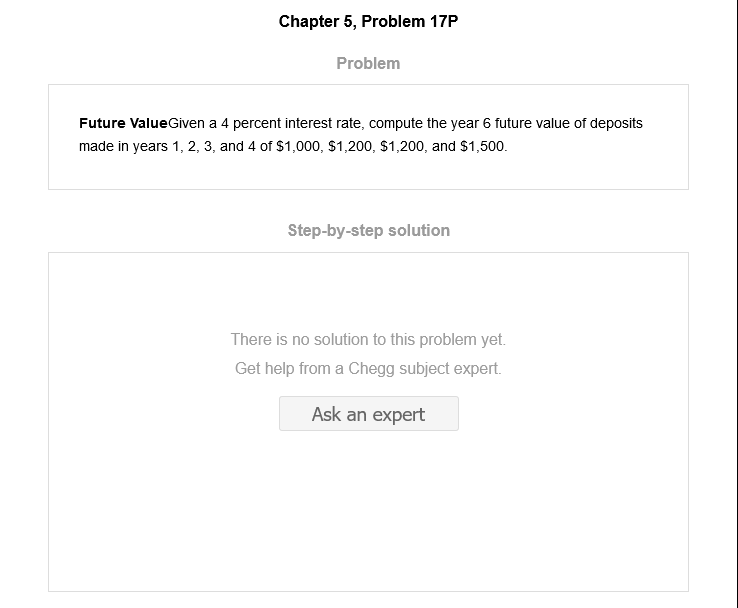 Chapter 5, Problem 17P
Problem
Future ValueGiven a 4 percent interest rate, compute the year 6 future value of deposits
made in years 1, 2, 3, and 4 of $1,000, $1,200, $1,200, and $1,500.
Step-by-step solution
There is no solution to this problem yet.
Get help from a Chegg subject expert.
Ask an expert